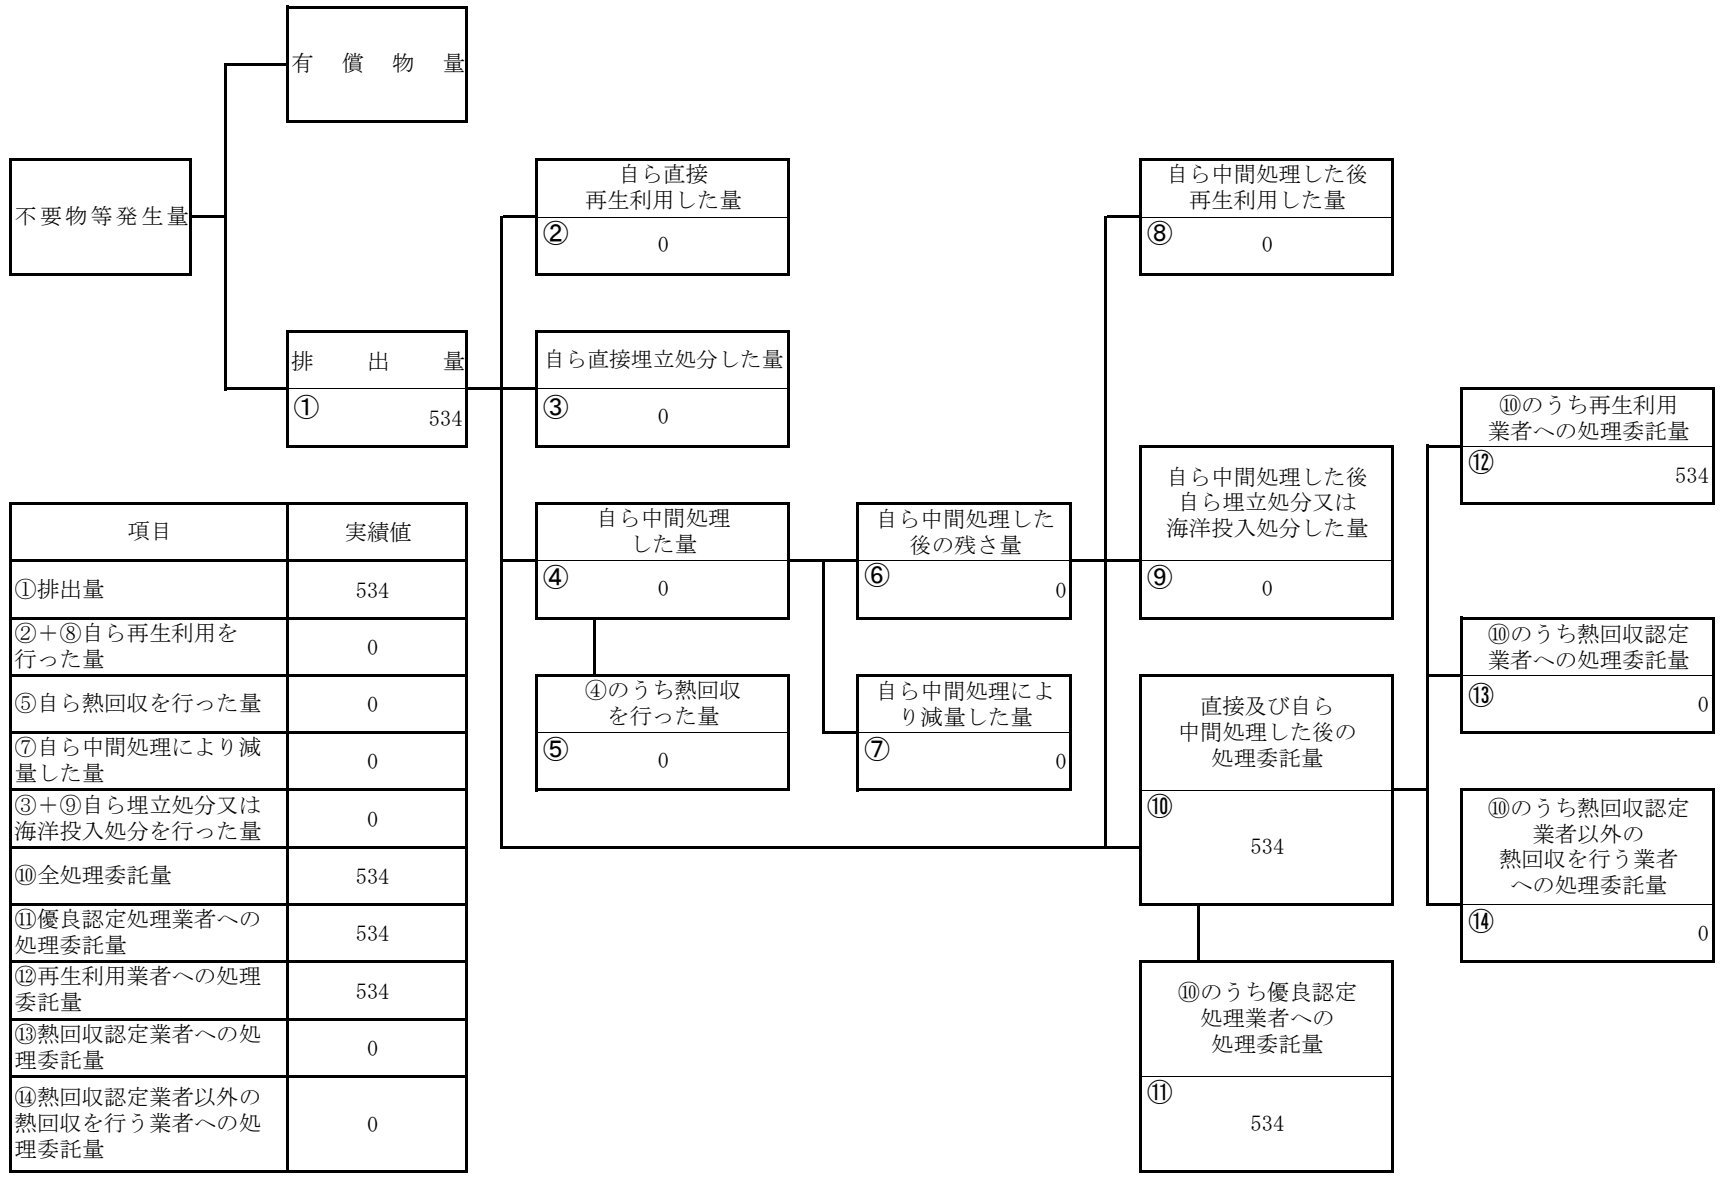 有償物量
不要物等発生量
排出量
①
534
自ら直接
再生利用した量
②
0
自ら直接埋立処分した量
③
0
自ら中間処理
した量
④
0
④のうち熱回収
を行った量
⑤
0
自ら中間処理した
後の残さ量
⑥
0
自ら中間処理によ
り減量した量
⑦
0
自ら中間処理した後
再生利用した量
⑧
0
自ら中間処理した後
自ら埋立処分又は
海洋投入処分した量
⑨
0
直接及び自ら
中間処理した後の
処理委託量
⑩
534
⑩のうち優良認定
処理業者への
処理委託量
⑪
534
⑩のうち再生利用
業者への処理委託量
⑫
534
⑩のうち熱回収認定
業者への処理委託量
⑬
0
⑩のうち熱回収認定
業者以外の
熱回収を行う業者
への処理委託量
⑭
0
項目 実績値
①排出量 534
②＋⑧自ら再生利用を
行った量
0
⑤自ら熱回収を行った量 0
⑦自ら中間処理により減
量した量
0
③＋⑨自ら埋立処分又は
海洋投入処分を行った量
0
⑩全処理委託量 534
⑪優良認定処理業者への
処理委託量
534
⑫再生利用業者への処理
委託量
534
⑬熱回収認定業者への処
理委託量
0
⑭熱回収認定業者以外の
熱回収を行う業者への処
理委託量
0